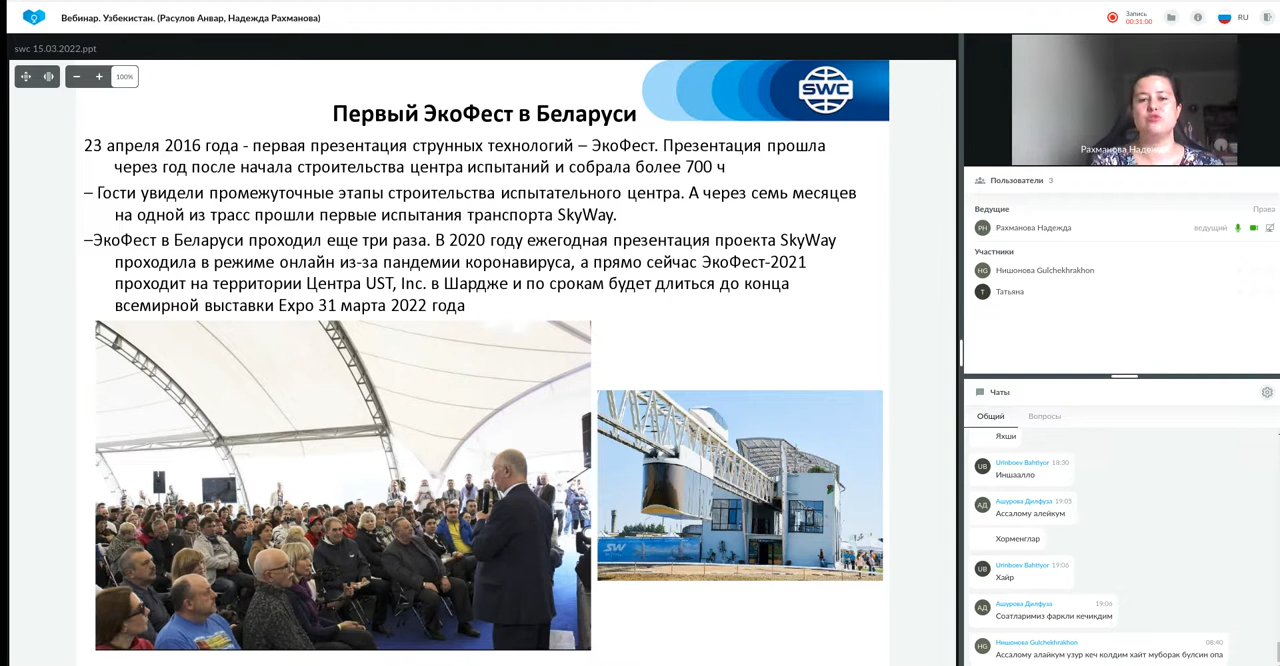 Вебинар. Узбекистан. (Расулов Анвар, Надежда Рахманова)
Запись
00:31:00
RU
swc 15.03.2022.ppt
100%
SWC
Первый ЭкоФест в Беларуси
23 апреля 2016 года - первая презентация струнных технологий – ЭкоФест. Презентация прошла
через год после начала строительства центра испытаний и собрала более 700 ч
– Гости увидели промежуточные этапы строительства испытательного центра. А через семь месяцев
на одной из трасс прошли первые испытания транспорта SkyWay.
–ЭкоФест в Беларуси проходил еще три раза. В 2020 году ежегодная презентация проекта SkyWay
проходила в режиме онлайн из-за пандемии коронавируса, а прямо сейчас ЭкоФест-2021
проходит на территории Центра UST, Inc. в Шардже и по срокам будет длиться до конца
всемирной выставки Expo 31 марта 2022 года
SW
Рахманова
Пользователи 3
Ведущие
Права
РН
Рахманова Надежда
ведущий
Участники
HG
Нишонова Gulchekhrakhon
Т
Татьяна
Чаты
Общий
Вопросы
Яхши
UB
Urinboev Bahtiyor 18:30
Иншаалло
АД
Ашурова Дилфуза 19:05
Ассалому алейкум
Хорменглар
UB
Urinboev Bahtiyor 19:06
Хайр
АД
Ашурова Дилфуза 19:06
Соатларимиз фаркли кечикдим
HG
Нишонова Gulchekhrakhon 08:40
Ассалому алайкум узур кеч колдим хайт муборак булсин опа